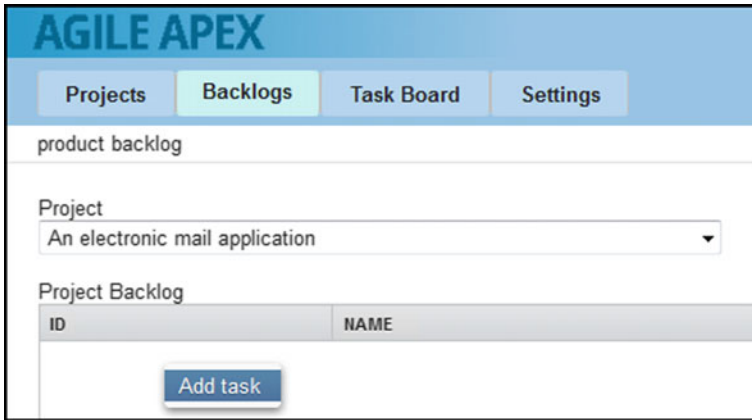 AGILE APEX
Projects Backlogs Task Board Settings
product backlog
Project
An electronic mail application
Project Backlog
ID NAME
Add task